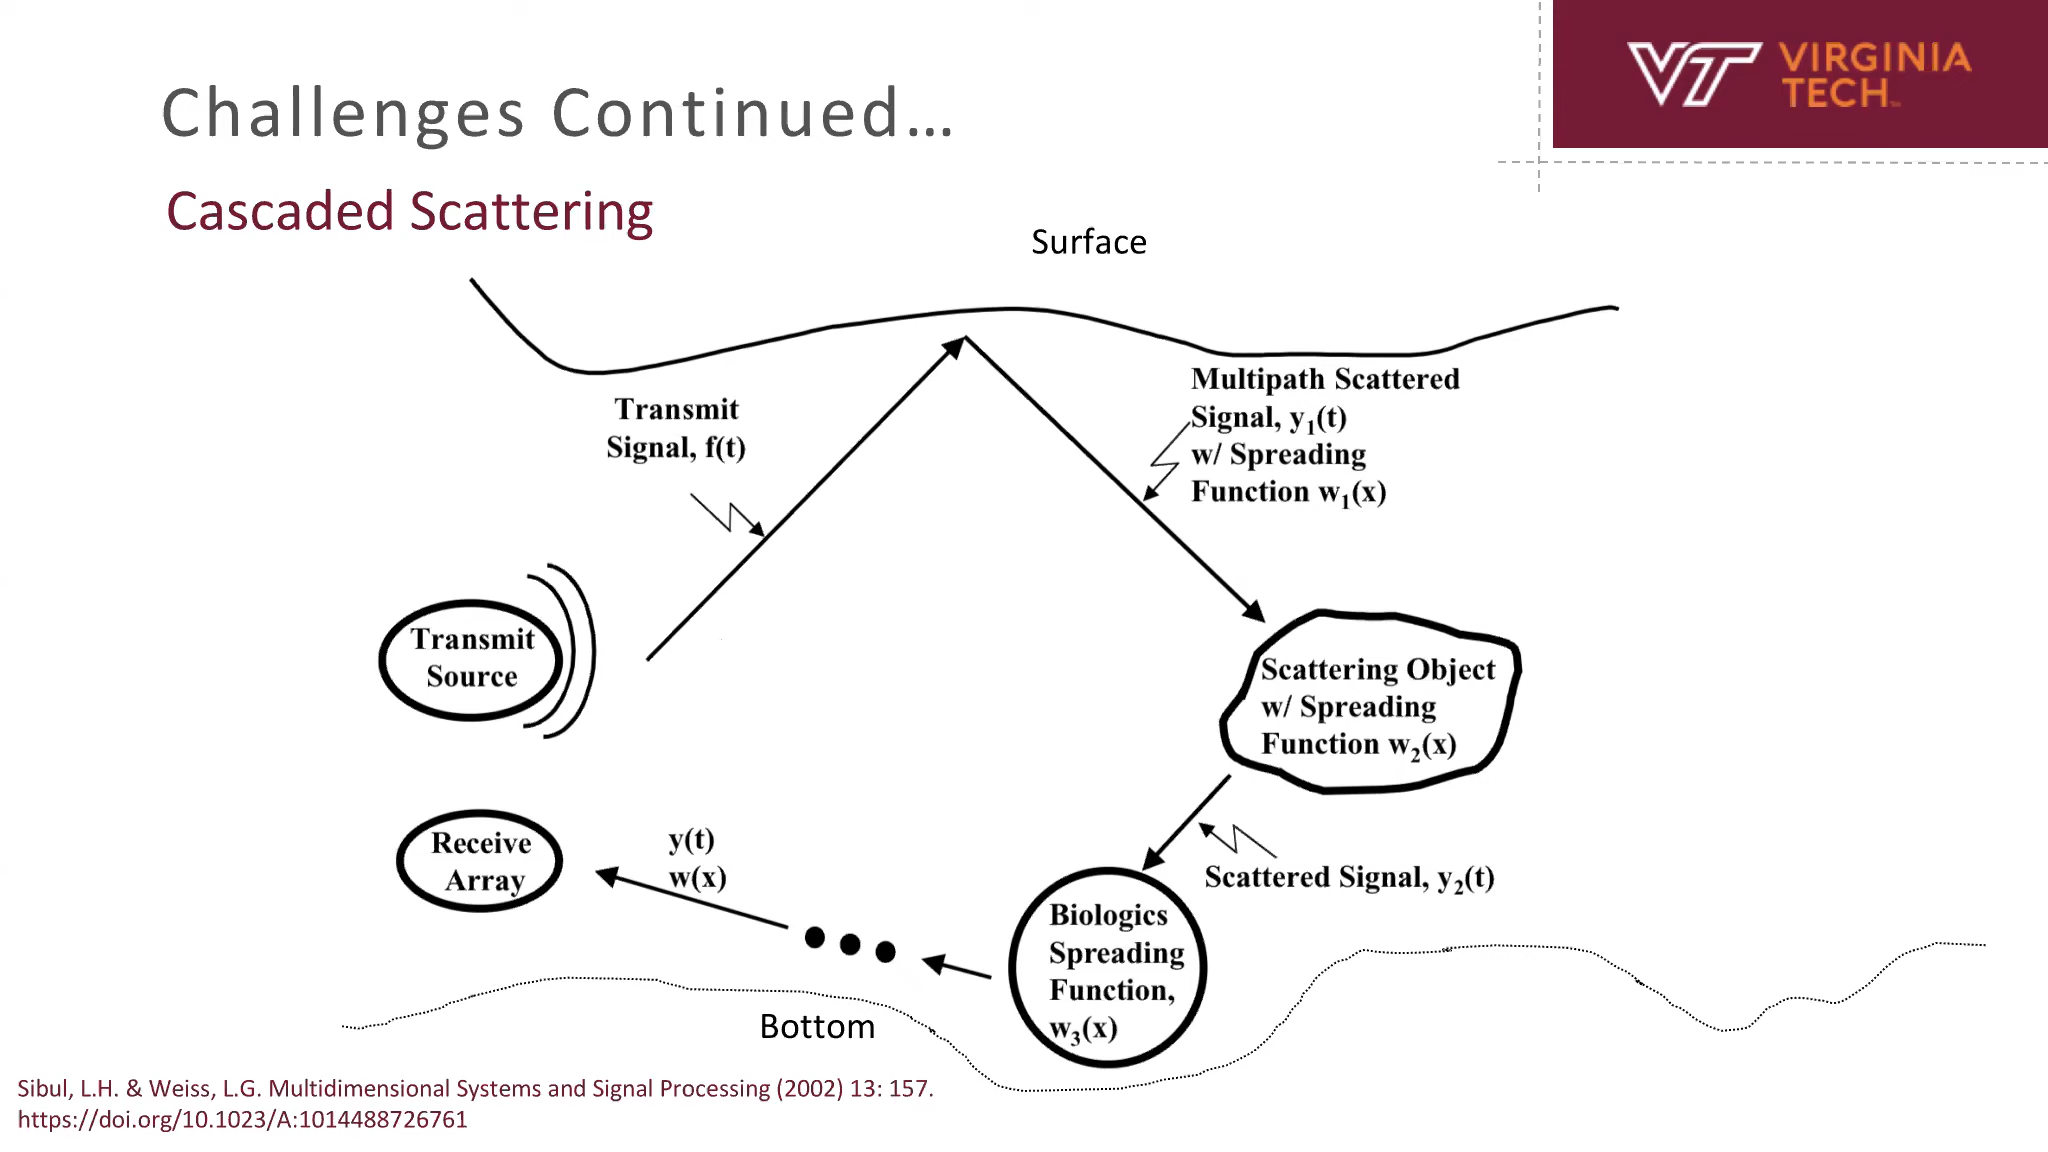 Challenges Continued…
VIRGINIA
TECH
Cascaded Scattering
Surface
Transmit
Signal, f(t)
Multipath Scattered
Signal, y₁(t)
w/ Spreading
Function w₁(x)
Transmit
Source
Scattering Object
w/ Spreading
Function w₂(x)
Receive
Array
y(t)
w(x)
Scattered Signal, y₂(t)
Biologics
Spreading
Function,
w₃(x)
Bottom
Sibul, L.H. & Weiss, L.G. Multidimensional Systems and Signal Processing (2002) 13: 157.
https://doi.org/10.1023/A:1014488726761